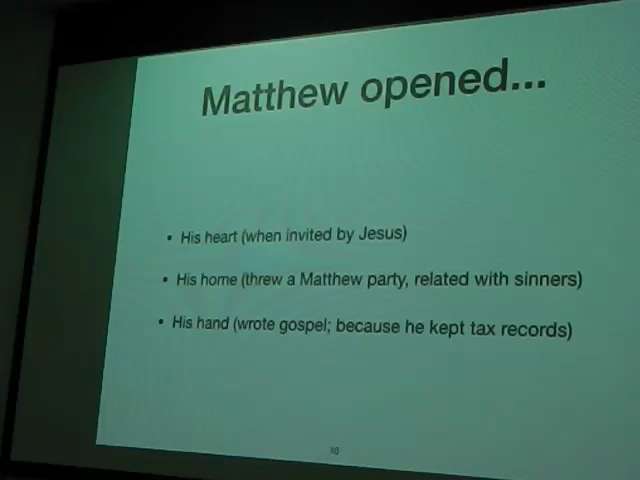 Matthew opened...
• His heart (when invited by Jesus)
• His home (threw a Matthew party, related with sinners)
• His hand (wrote gospel; because he kept tax records)
10